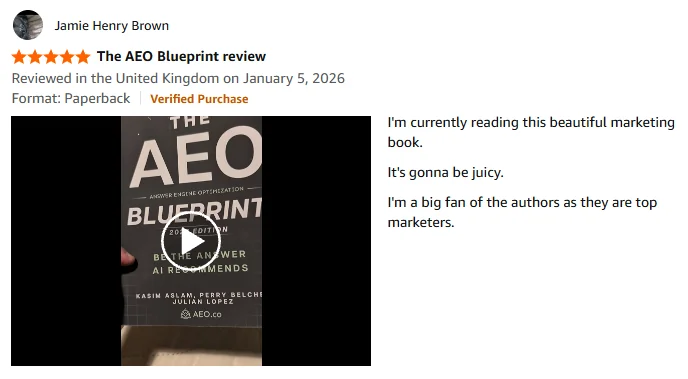 Jamie Henry Brown
The AEO Blueprint review
Reviewed in the United Kingdom on January 5, 2026
Format: Paperback
Verified Purchase
THE
AEO
ANSWER ENGINE OPTIMIZATION
BLUEPRINT
EDITION
BE THE ANSWER
AI RECOMMENDS
KASIM ASLAM, PERRY BELCHE
JULIAN LOPEZ
AEO.co
I'm currently reading this beautiful marketing
book.
It's gonna be juicy.
I'm a big fan of the authors as they are top
marketers.